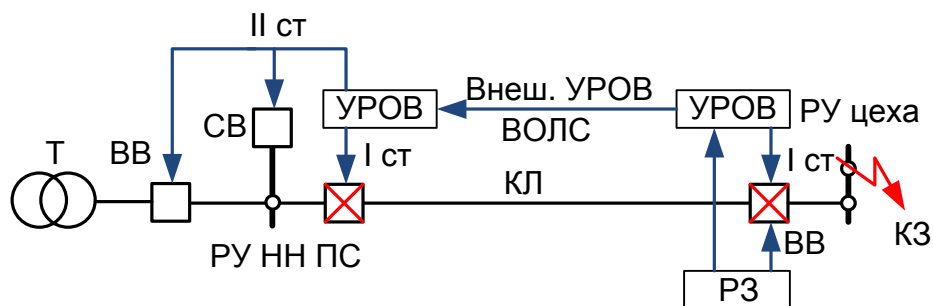 II ст
Внеш. УРОВ
УРОВ
УРОВ
РУ цеха
СВ
ВОЛС
Т
ВВ
I ст
I ст
КЛ
РУ НН ПС
ВВ
КЗ
РЗ